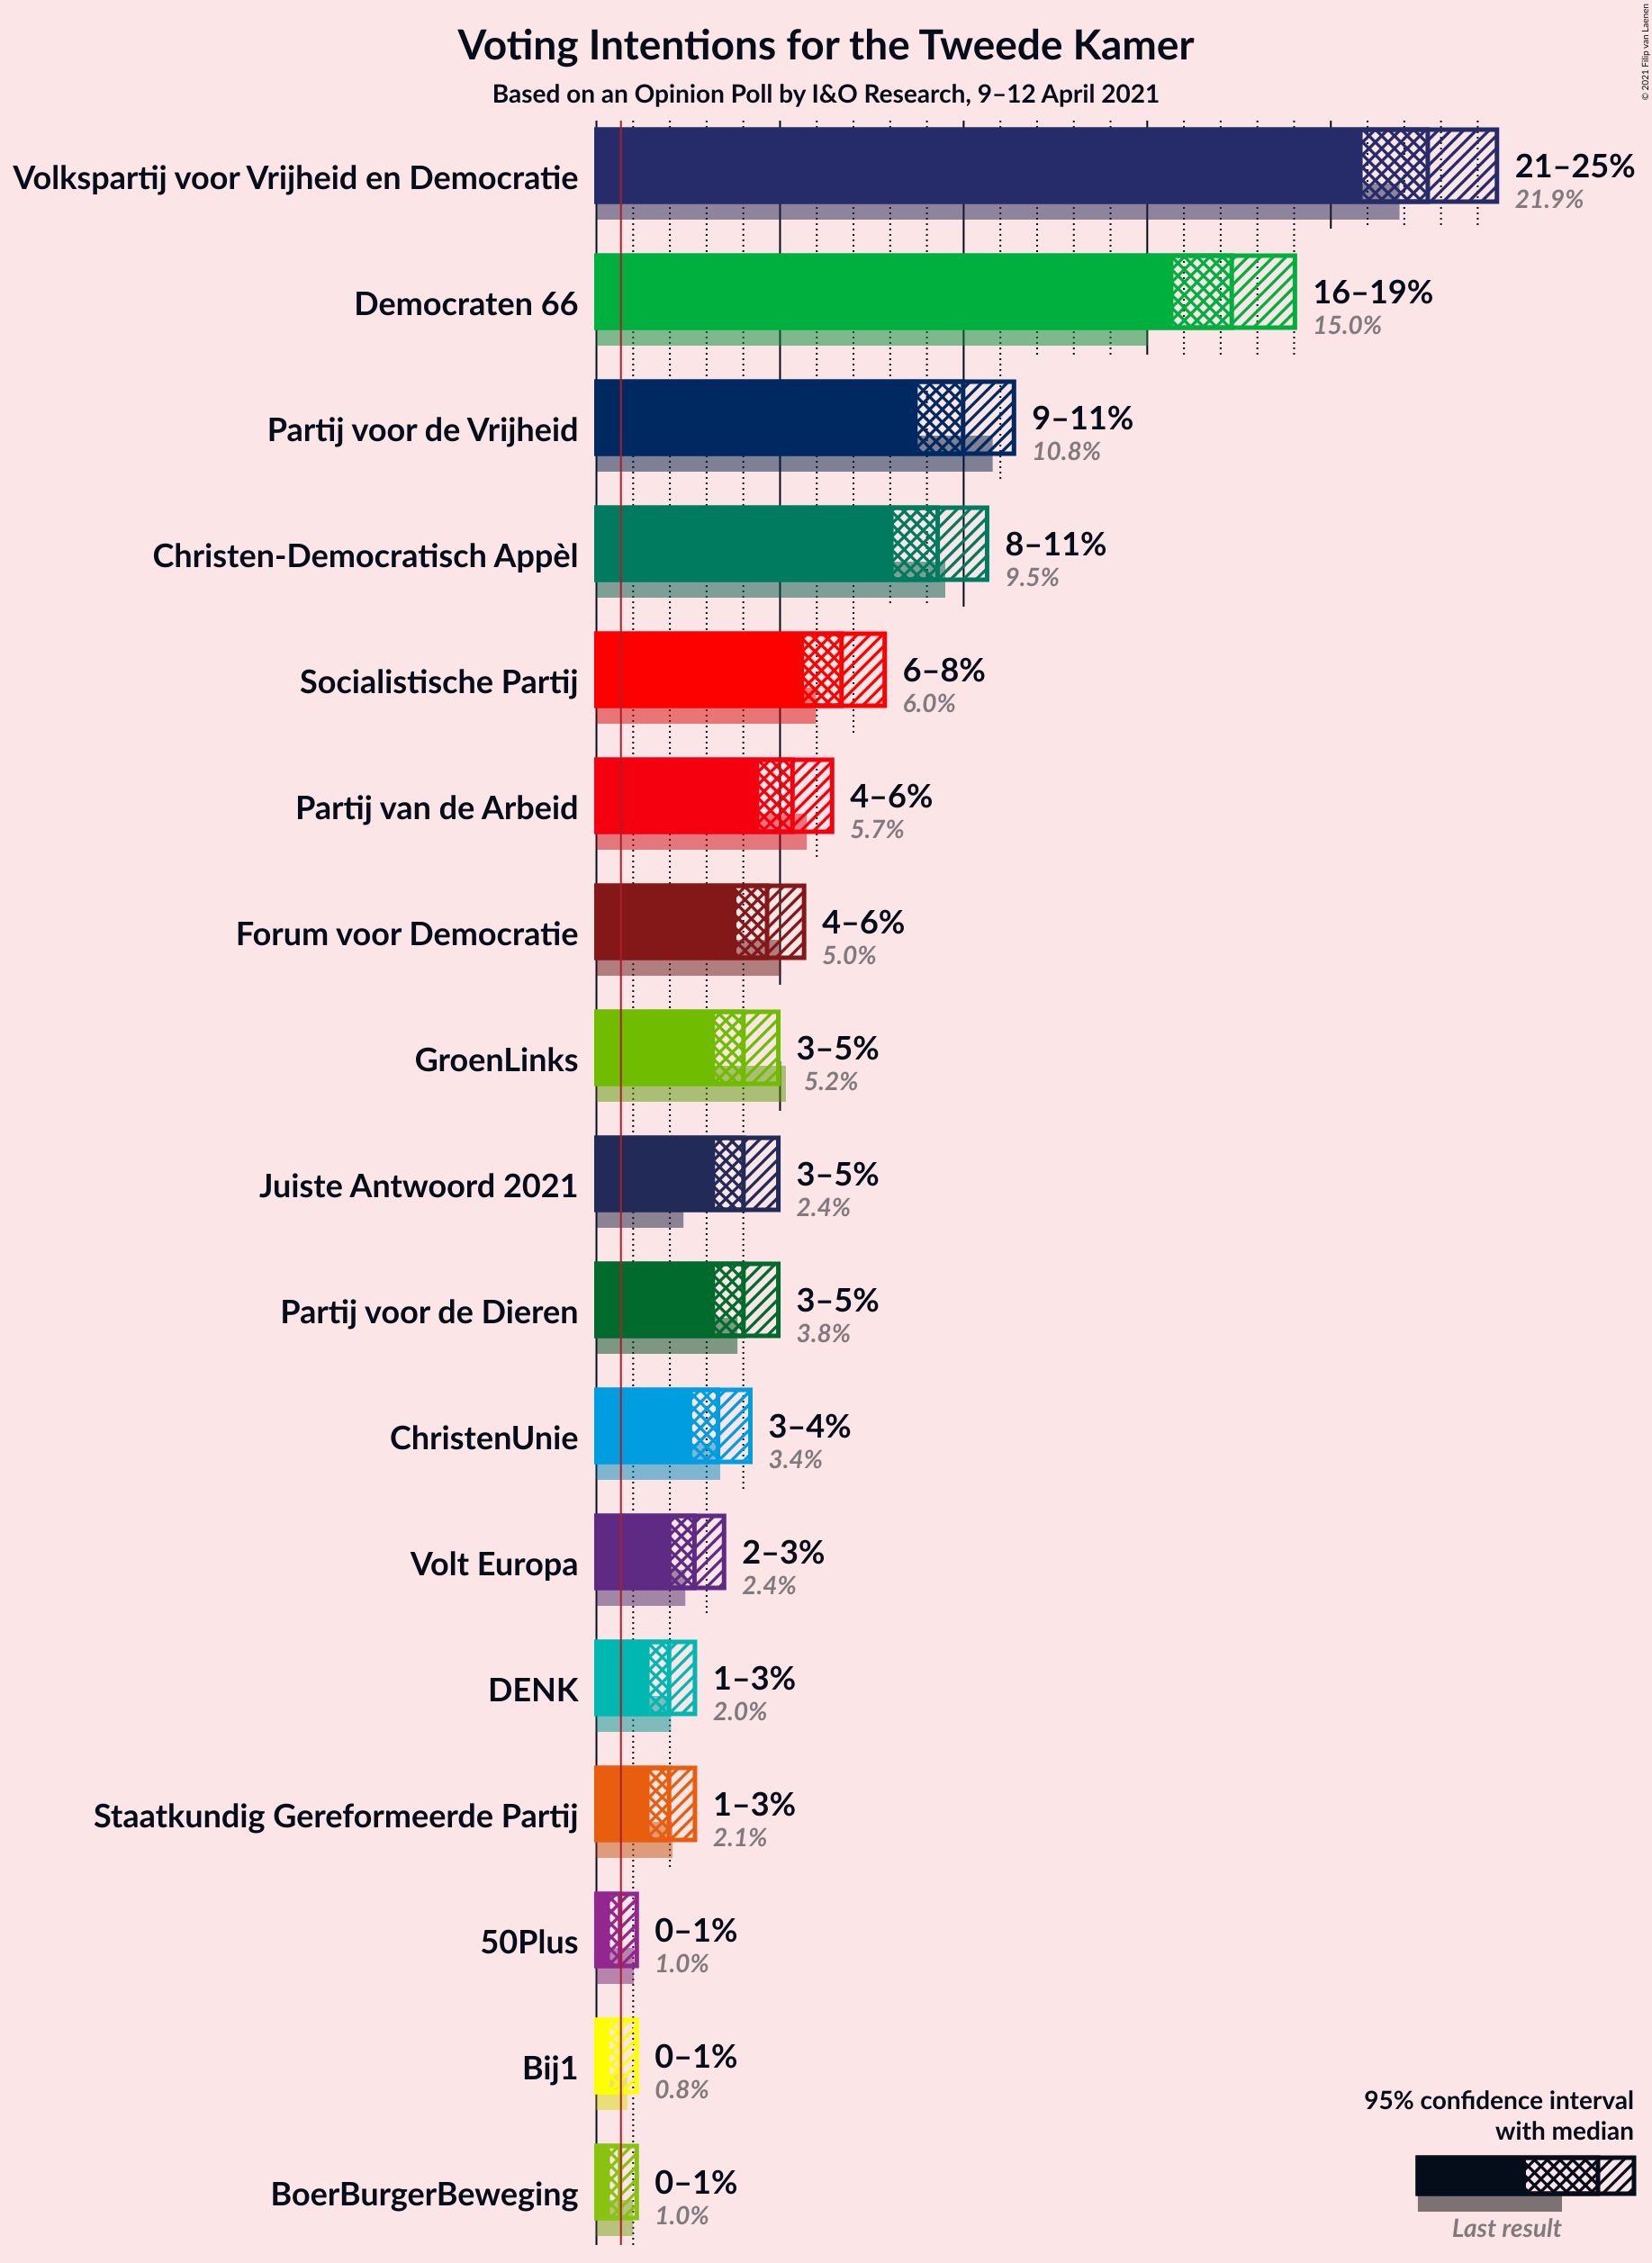 © 2021 Filip van Laenen
Voting Intentions for the Tweede Kamer
Based on an Opinion Poll by I&O Research, 9–12 April 2021
Volkspartij voor Vrijheid en Democratie
21–25%
21.9%
Democraten 66
16–19%
15.0%
Partij voor de Vrijheid
9–11%
10.8%
Christen-Democratisch Appèl
8–11%
9.5%
Socialistische Partij
6–8%
6.0%
Partij van de Arbeid
4–6%
5.7%
Forum voor Democratie
4–6%
5.0%
GroenLinks
3–5%
5.2%
Juiste Antwoord 2021
3–5%
2.4%
Partij voor de Dieren
3–5%
3.8%
ChristenUnie
3–4%
3.4%
Volt Europa
2–3%
2.4%
DENK
1–3%
2.0%
Staatkundig Gereformeerde Partij
1–3%
2.1%
50Plus
0–1%
1.0%
Bij1
0–1%
0.8%
BoerBurgerBeweging
0–1%
1.0%
95% confidence interval
with median
Last result